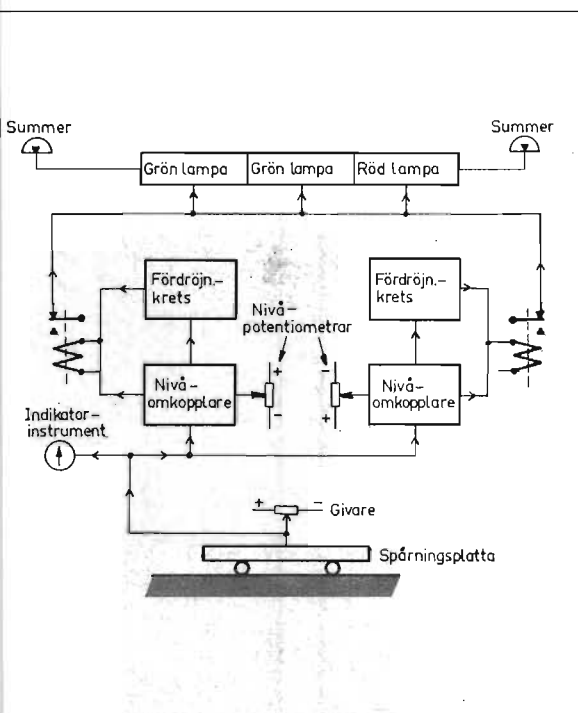 Summer
Summer
Grön lampa
Grön lampa
Röd lampa
Fördröjn.-
krets
Fördröjn.-
krets
Nivå-
potentiometrar
+
-
-
+
Nivå-
omkopplare
Nivå-
omkopplare
Indikator-
instrument
+
-
Givare
Spårningsplatta